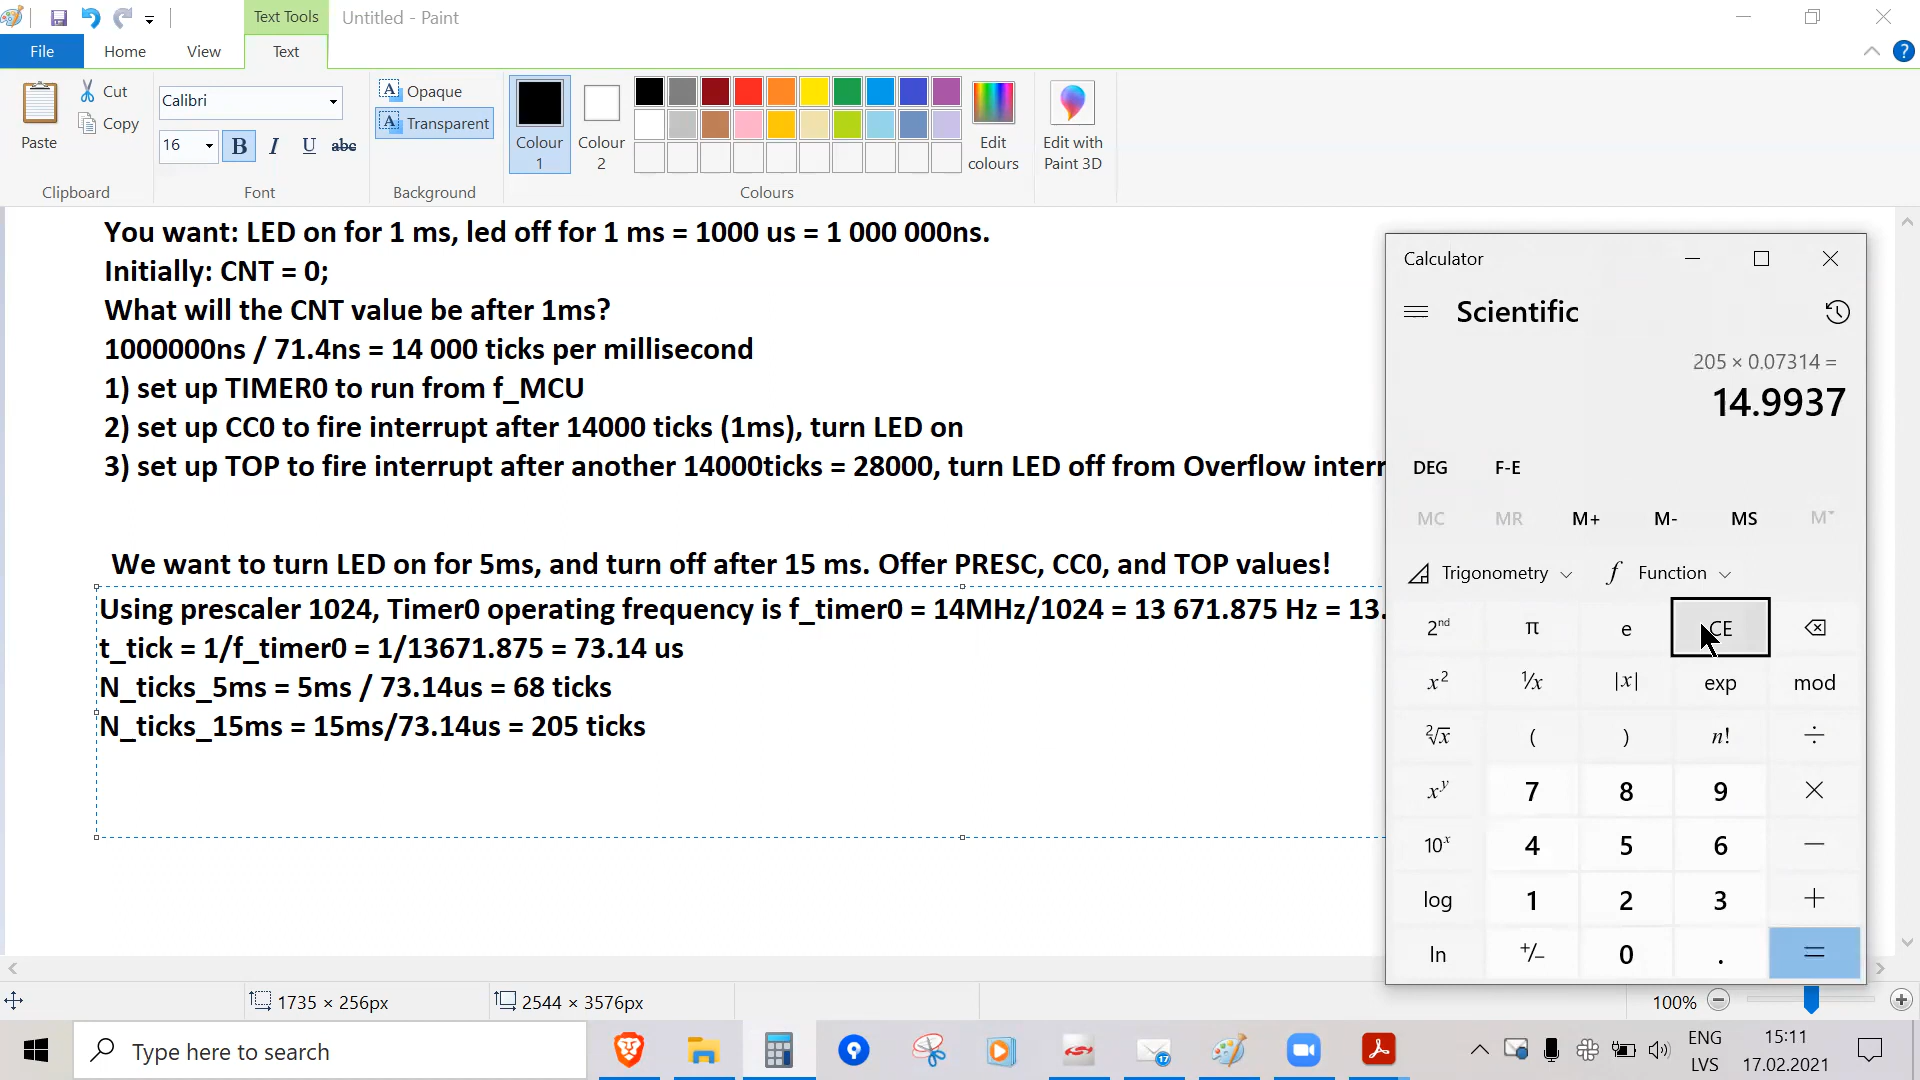 Text Tools
Untitled - Paint
File
Home
View
Text
Paste
Cut
Copy
Clipboard
Calibri
16
B
I
U
abc
Font
A Opaque
A Transparent
Background
Colour 1
Colour 2
Edit colours
Colours
Edit with Paint 3D
You want: LED on for 1 ms, led off for 1 ms = 1000 us = 1 000 000ns.
Initially: CNT = 0;
What will the CNT value be after 1ms?
1000000ns / 71.4ns = 14 000 ticks per millisecond
1) set up TIMER0 to run from f_MCU
2) set up CC0 to fire interrupt after 14000 ticks (1ms), turn LED on
3) set up TOP to fire interrupt after another 14000ticks = 28000, turn LED off from Overflow interr
We want to turn LED on for 5ms, and turn off after 15 ms. Offer PRESC, CC0, and TOP values!
Using prescaler 1024, Timer0 operating frequency is f_timer0 = 14MHz/1024 = 13 671.875 Hz = 13.
t_tick = 1/f_timer0 = 1/13671.875 = 73.14 us
N_ticks_5ms = 5ms / 73.14us = 68 ticks
N_ticks_15ms = 15ms/73.14us = 205 ticks
Calculator
Scientific
205 × 0.07314 =
14.9937
DEG F-E
MC MR M+ M- MS M˅
Trigonometry Function
2nd π e CE
x² ¹/x |x| exp mod
²√x ( ) n! ÷
xʸ 7 8 9 ×
10ˣ 4 5 6 −
log 1 2 3 +
ln +/− 0 . =
1735 × 256px
2544 × 3576px
100%
Type here to search
17
ENG
LVS
15:11
17.02.2021